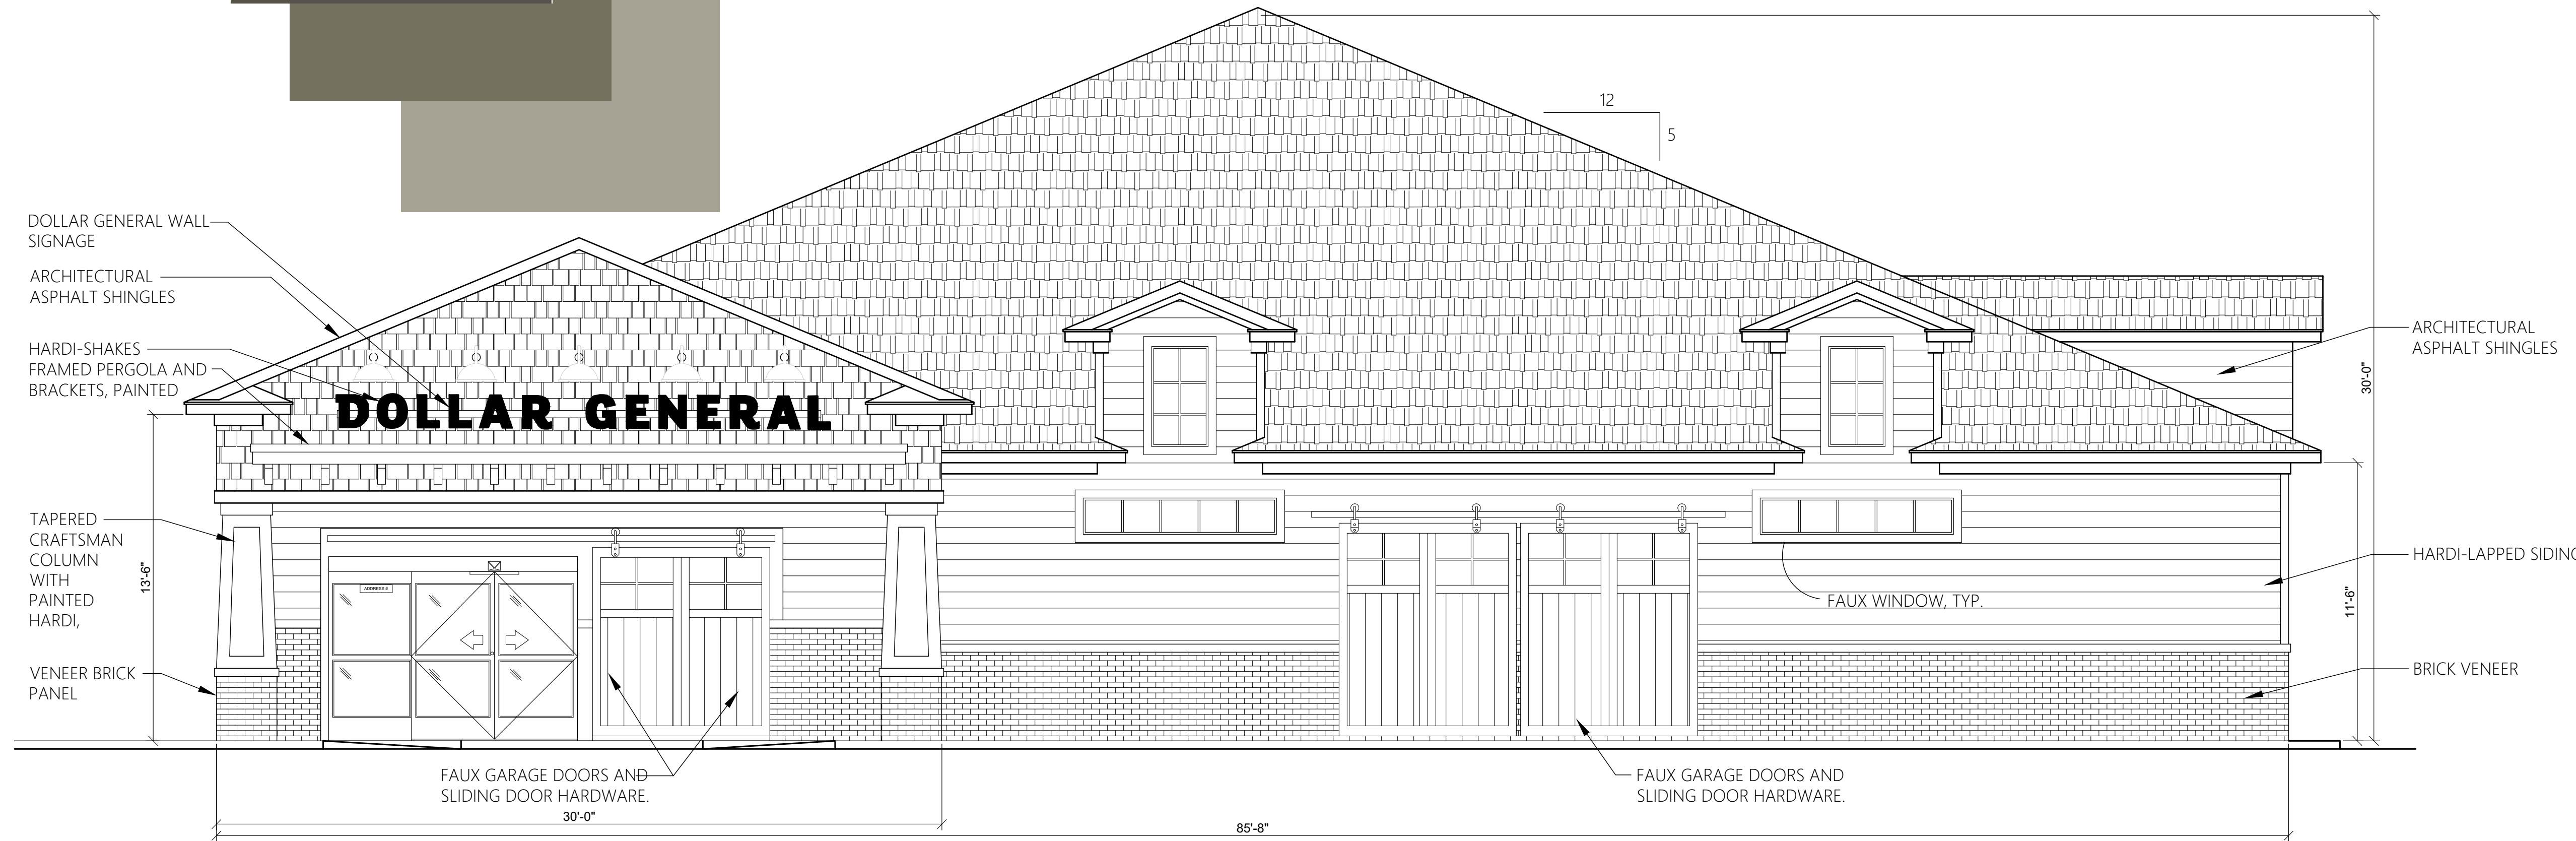 12
5
DOLLAR GENERAL WALL
SIGNAGE
ARCHITECTURAL
ASPHALT SHINGLES
HARDI-SHAKES
FRAMED PERGOLA AND
BRACKETS, PAINTED
DOLLAR GENERAL
ARCHITECTURAL
ASPHALT SHINGLES
30'-0"
TAPERED
CRAFTSMAN
COLUMN
WITH
PAINTED
HARDI,
13'-6"
ADDRESS #
HARDI-LAPPED SIDING
FAUX WINDOW, TYP.
11'-6"
VENEER BRICK
PANEL
BRICK VENEER
FAUX GARAGE DOORS AND
SLIDING DOOR HARDWARE.
FAUX GARAGE DOORS AND
SLIDING DOOR HARDWARE.
30'-0"
85'-8"